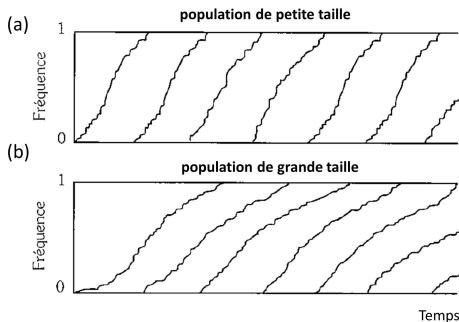 population de petite taille
(a)
1
Fréquence
0
(b)
population de grande taille
1
Fréquence
0
Temps